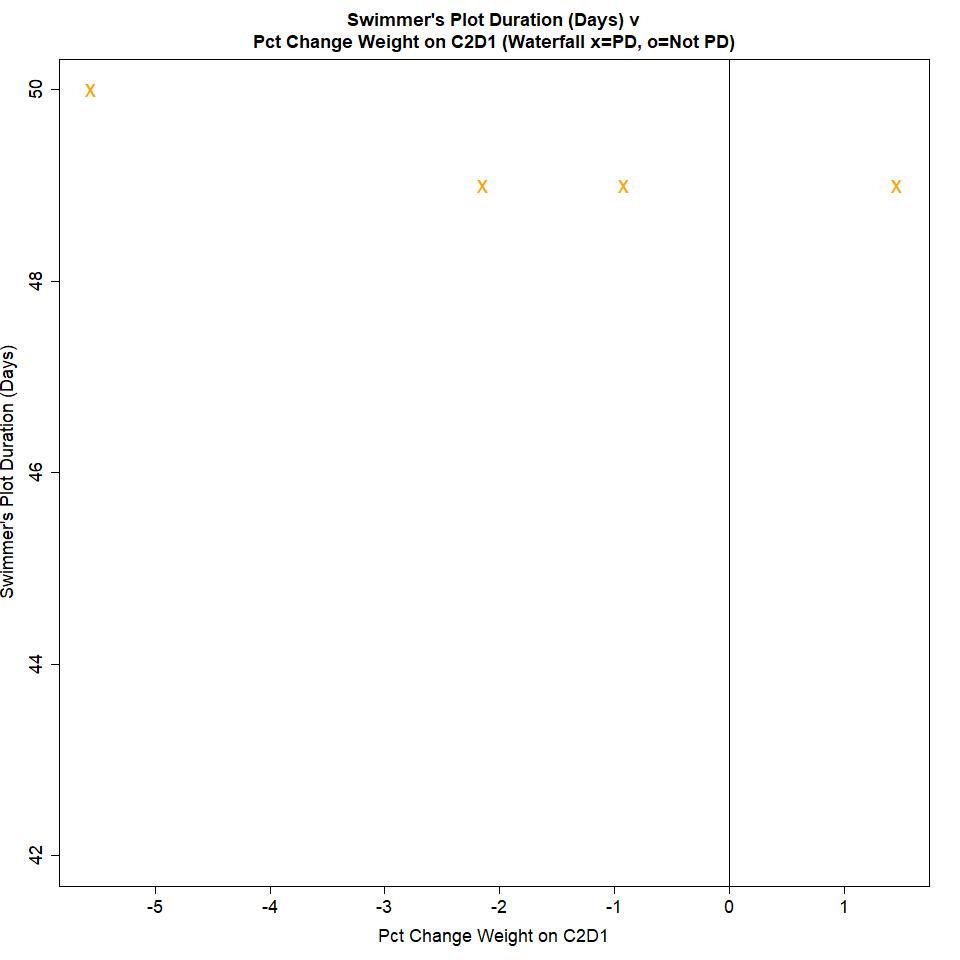 Swimmer's Plot Duration (Days) v
Pct Change Weight on C2D1 (Waterfall x=PD, o=Not PD)
Swimmer's Plot Duration (Days)
50
48
46
44
42
X
X
X
X
-5
-4
-3
-2
-1
0
1
Pct Change Weight on C2D1